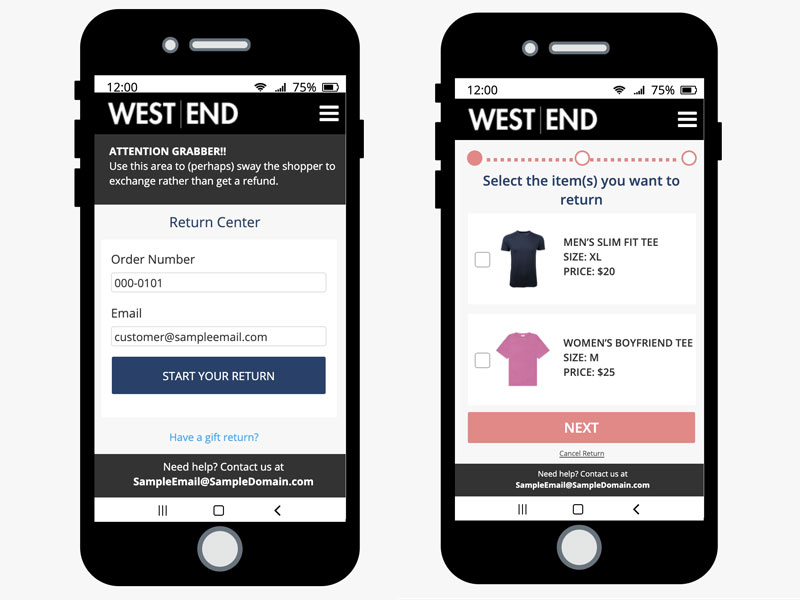 12:00 75%
WEST|END
ATTENTION GRABBER!!
Use this area to (perhaps) sway the shopper to
exchange rather than get a refund.
Return Center
Order Number
000-0101
Email
customer@sampleemail.com
START YOUR RETURN
Have a gift return?
Need help? Contact us at
SampleEmail@SampleDomain.com
12:00 75%
WEST|END
Select the item(s) you want to
return
MEN’S SLIM FIT TEE
SIZE: XL
PRICE: $20
WOMEN’S BOYFRIEND TEE
SIZE: M
PRICE: $25
NEXT
Cancel Return
Need help? Contact us at
SampleEmail@SampleDomain.com